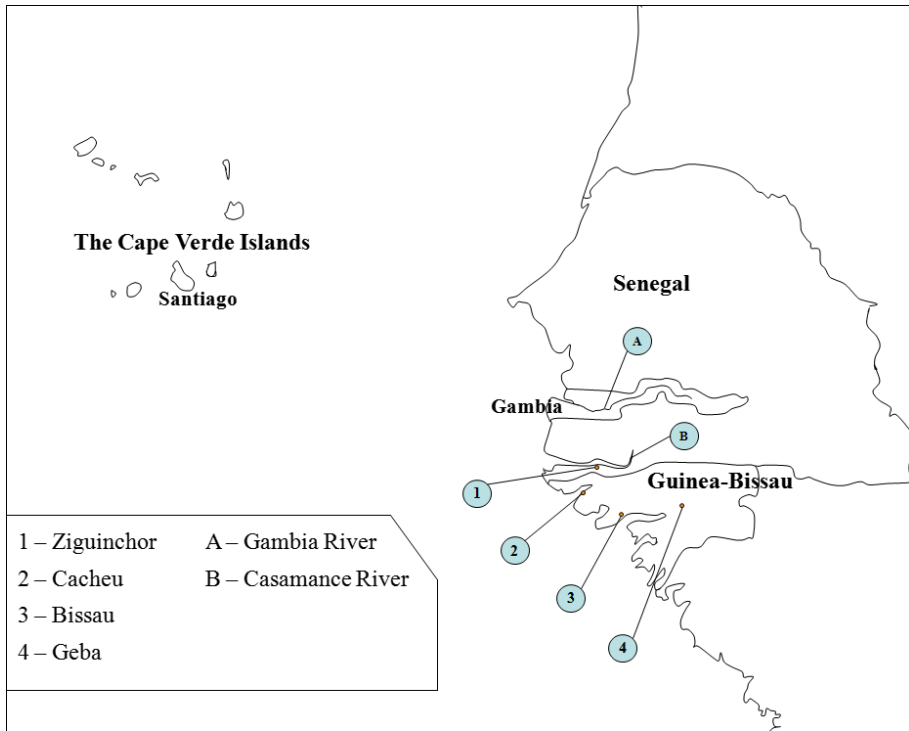 The Cape Verde Islands
Santiago
Senegal
A
Gambia
B
Guinea-Bissau
1
2
3
4
1 – Ziguinchor A – Gambia River
2 – Cacheu B – Casamance River
3 – Bissau
4 – Geba